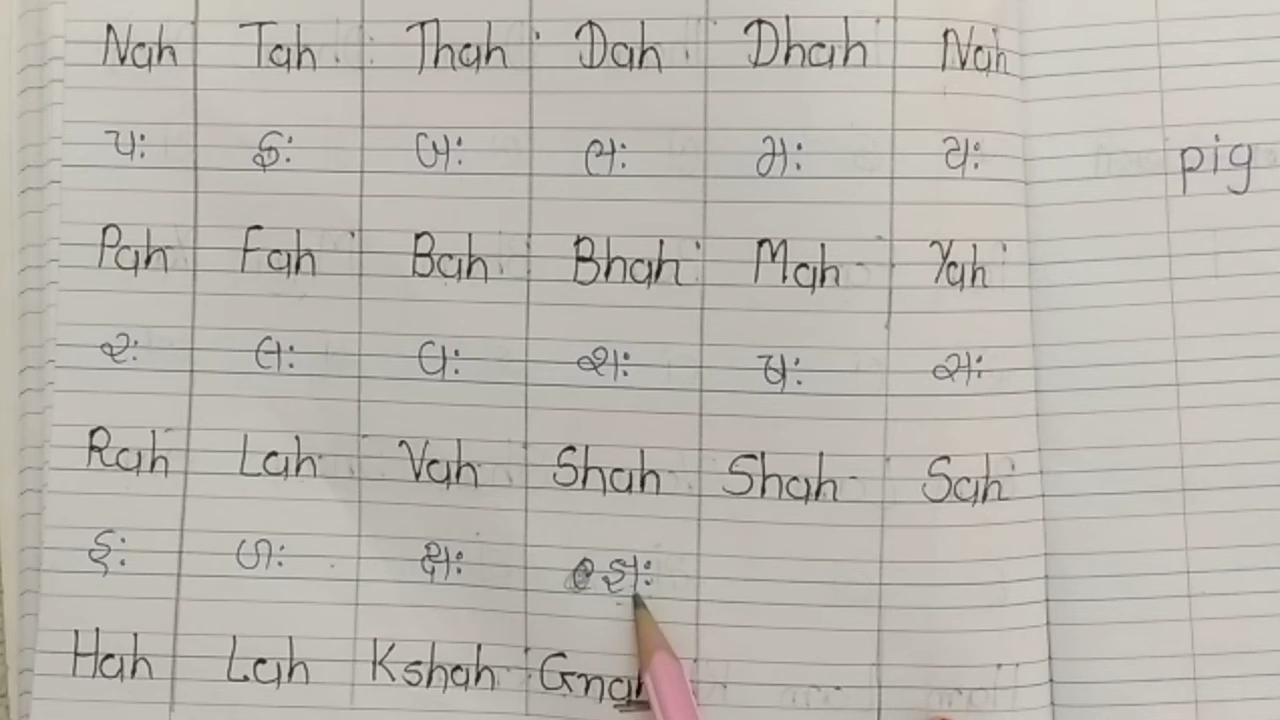 Nah Tah Thah Dah Dhah Nah
પઃ ફઃ બઃ ભઃ મઃ યઃ pig
Pah Fah Bah Bhah Mah Yah
રઃ લઃ વઃ શઃ ષઃ સઃ
Rah Lah Vah Shah Shah Sah
હઃ ળઃ ક્ષઃ જ્ઞઃ
Hah Lah Kshah Gnah